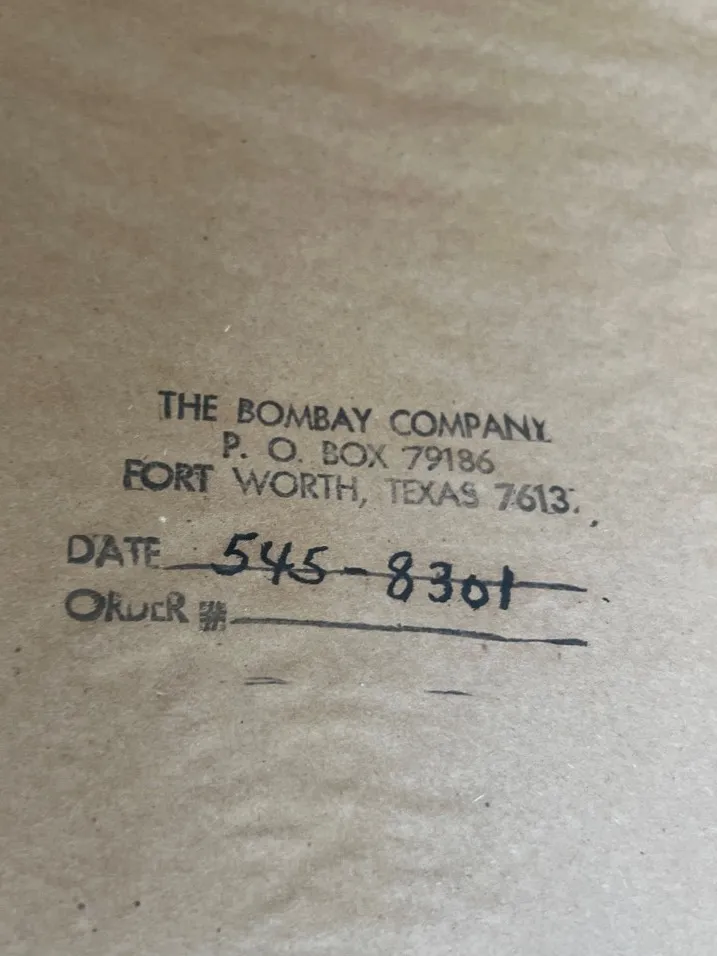 THE BOMBAY COMPANY
P. O. BOX 79186
FORT WORTH, TEXAS 7613.
DATE 545-8301
ORDER #